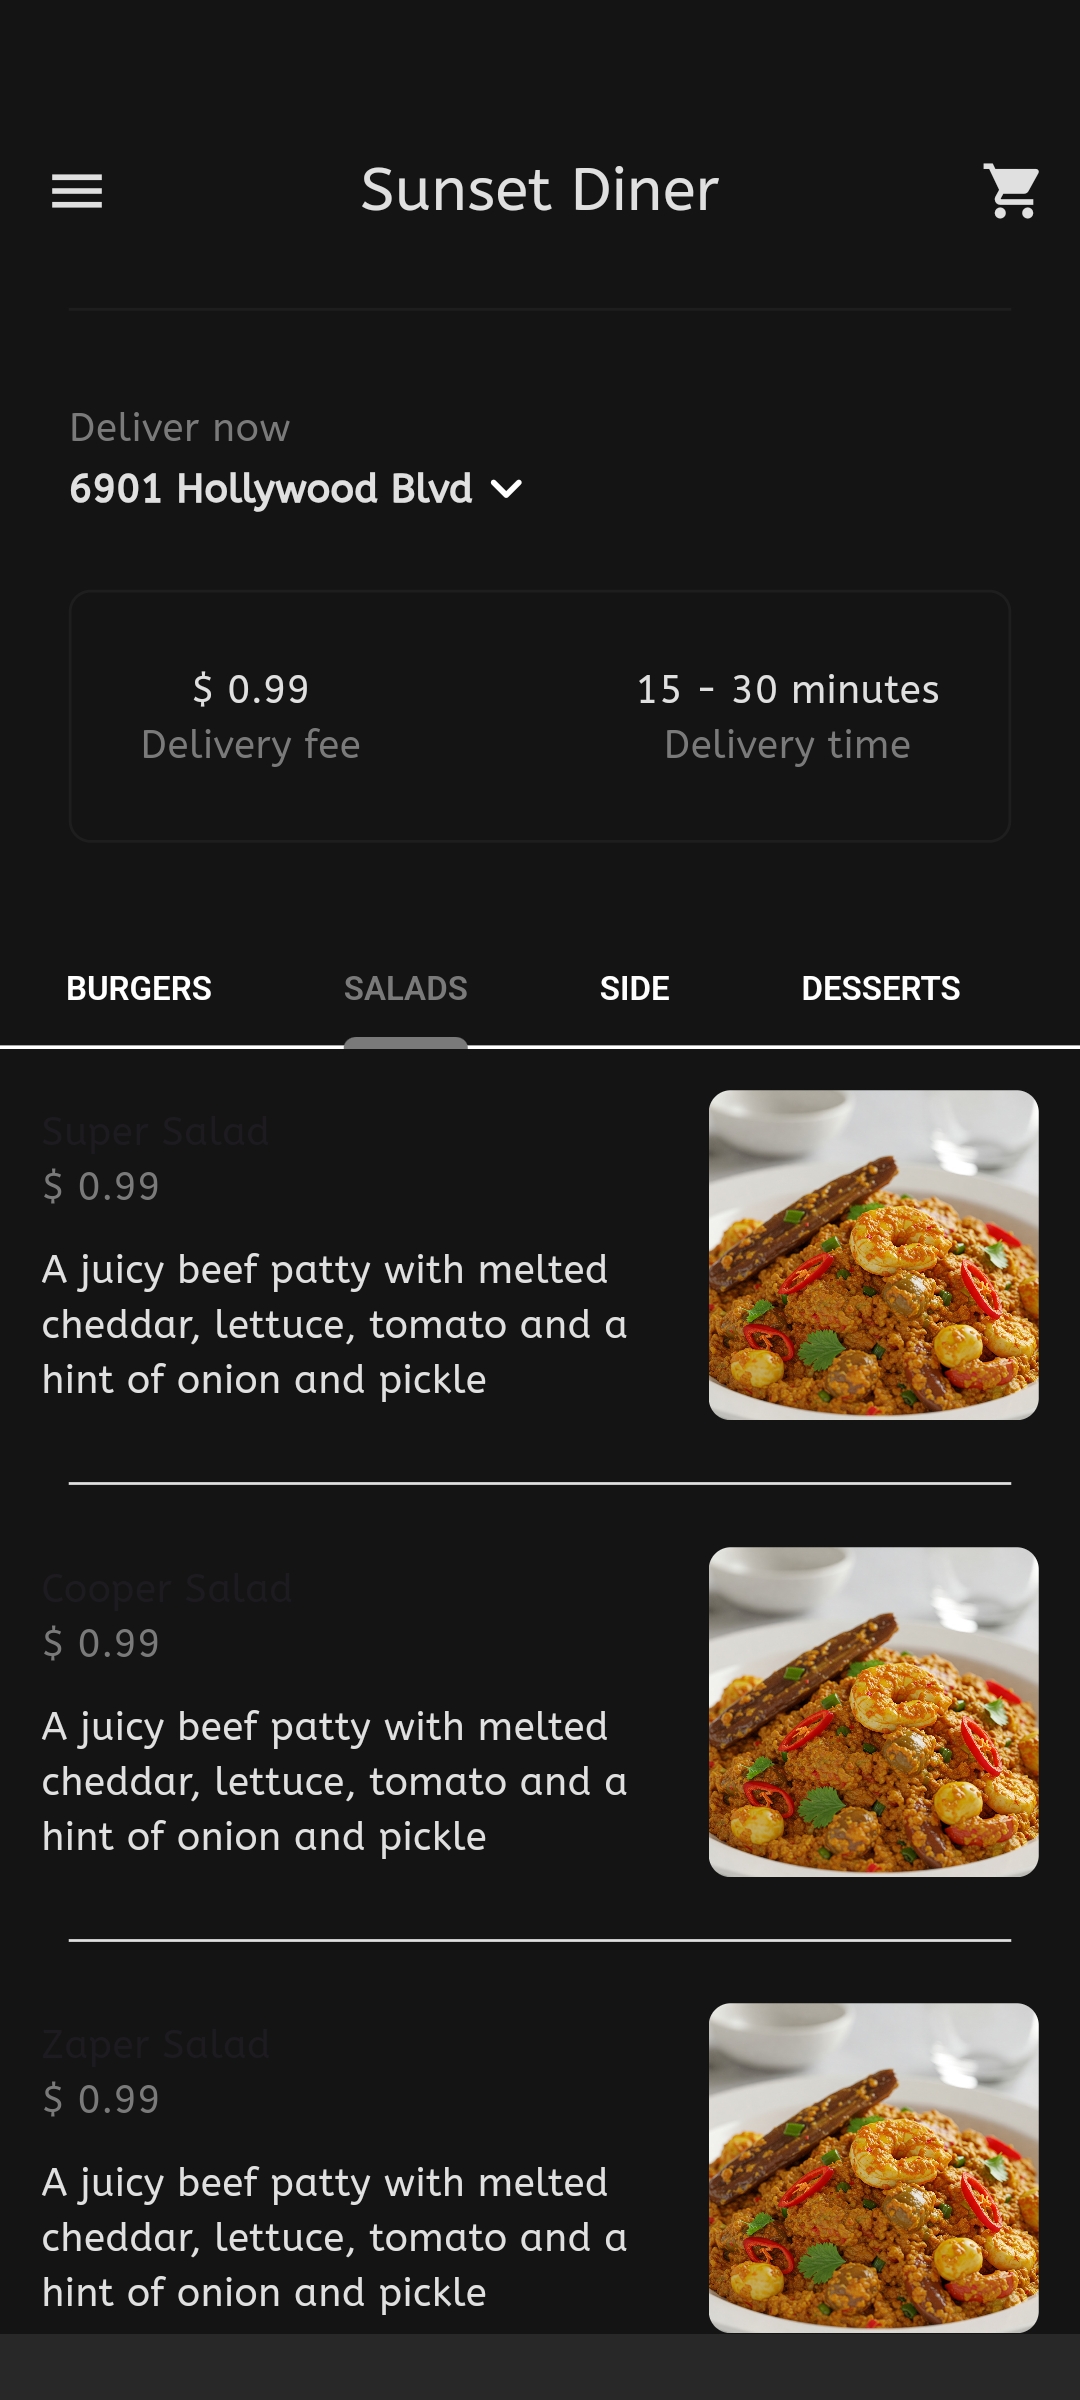 Sunset Diner
Deliver now
6901 Hollywood Blvd
$ 0.99
15 - 30 minutes
Delivery fee
Delivery time
BURGERS
SALADS
SIDE
DESSERTS
Super Salad
$ 0.99
A juicy beef patty with melted
cheddar, lettuce, tomato and a
hint of onion and pickle
Cooper Salad
$ 0.99
A juicy beef patty with melted
cheddar, lettuce, tomato and a
hint of onion and pickle
Zaper Salad
$ 0.99
A juicy beef patty with melted
cheddar, lettuce, tomato and a
hint of onion and pickle